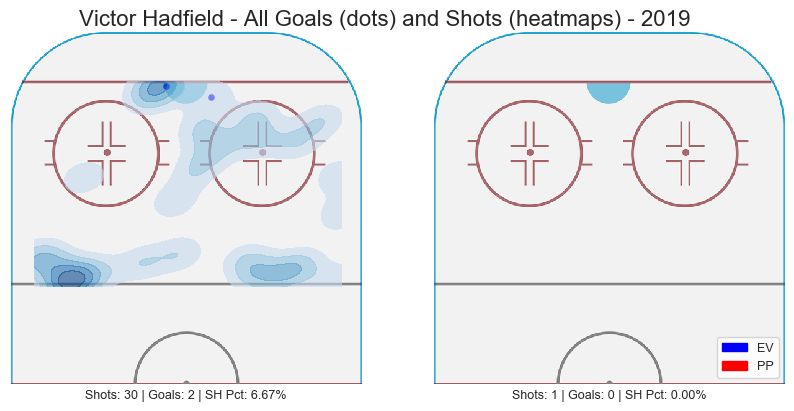 Victor Hadfield - All Goals (dots) and Shots (heatmaps) - 2019
EV
PP
Shots: 30 | Goals: 2 | SH Pct: 6.67%
Shots: 1 | Goals: 0 | SH Pct: 0.00%